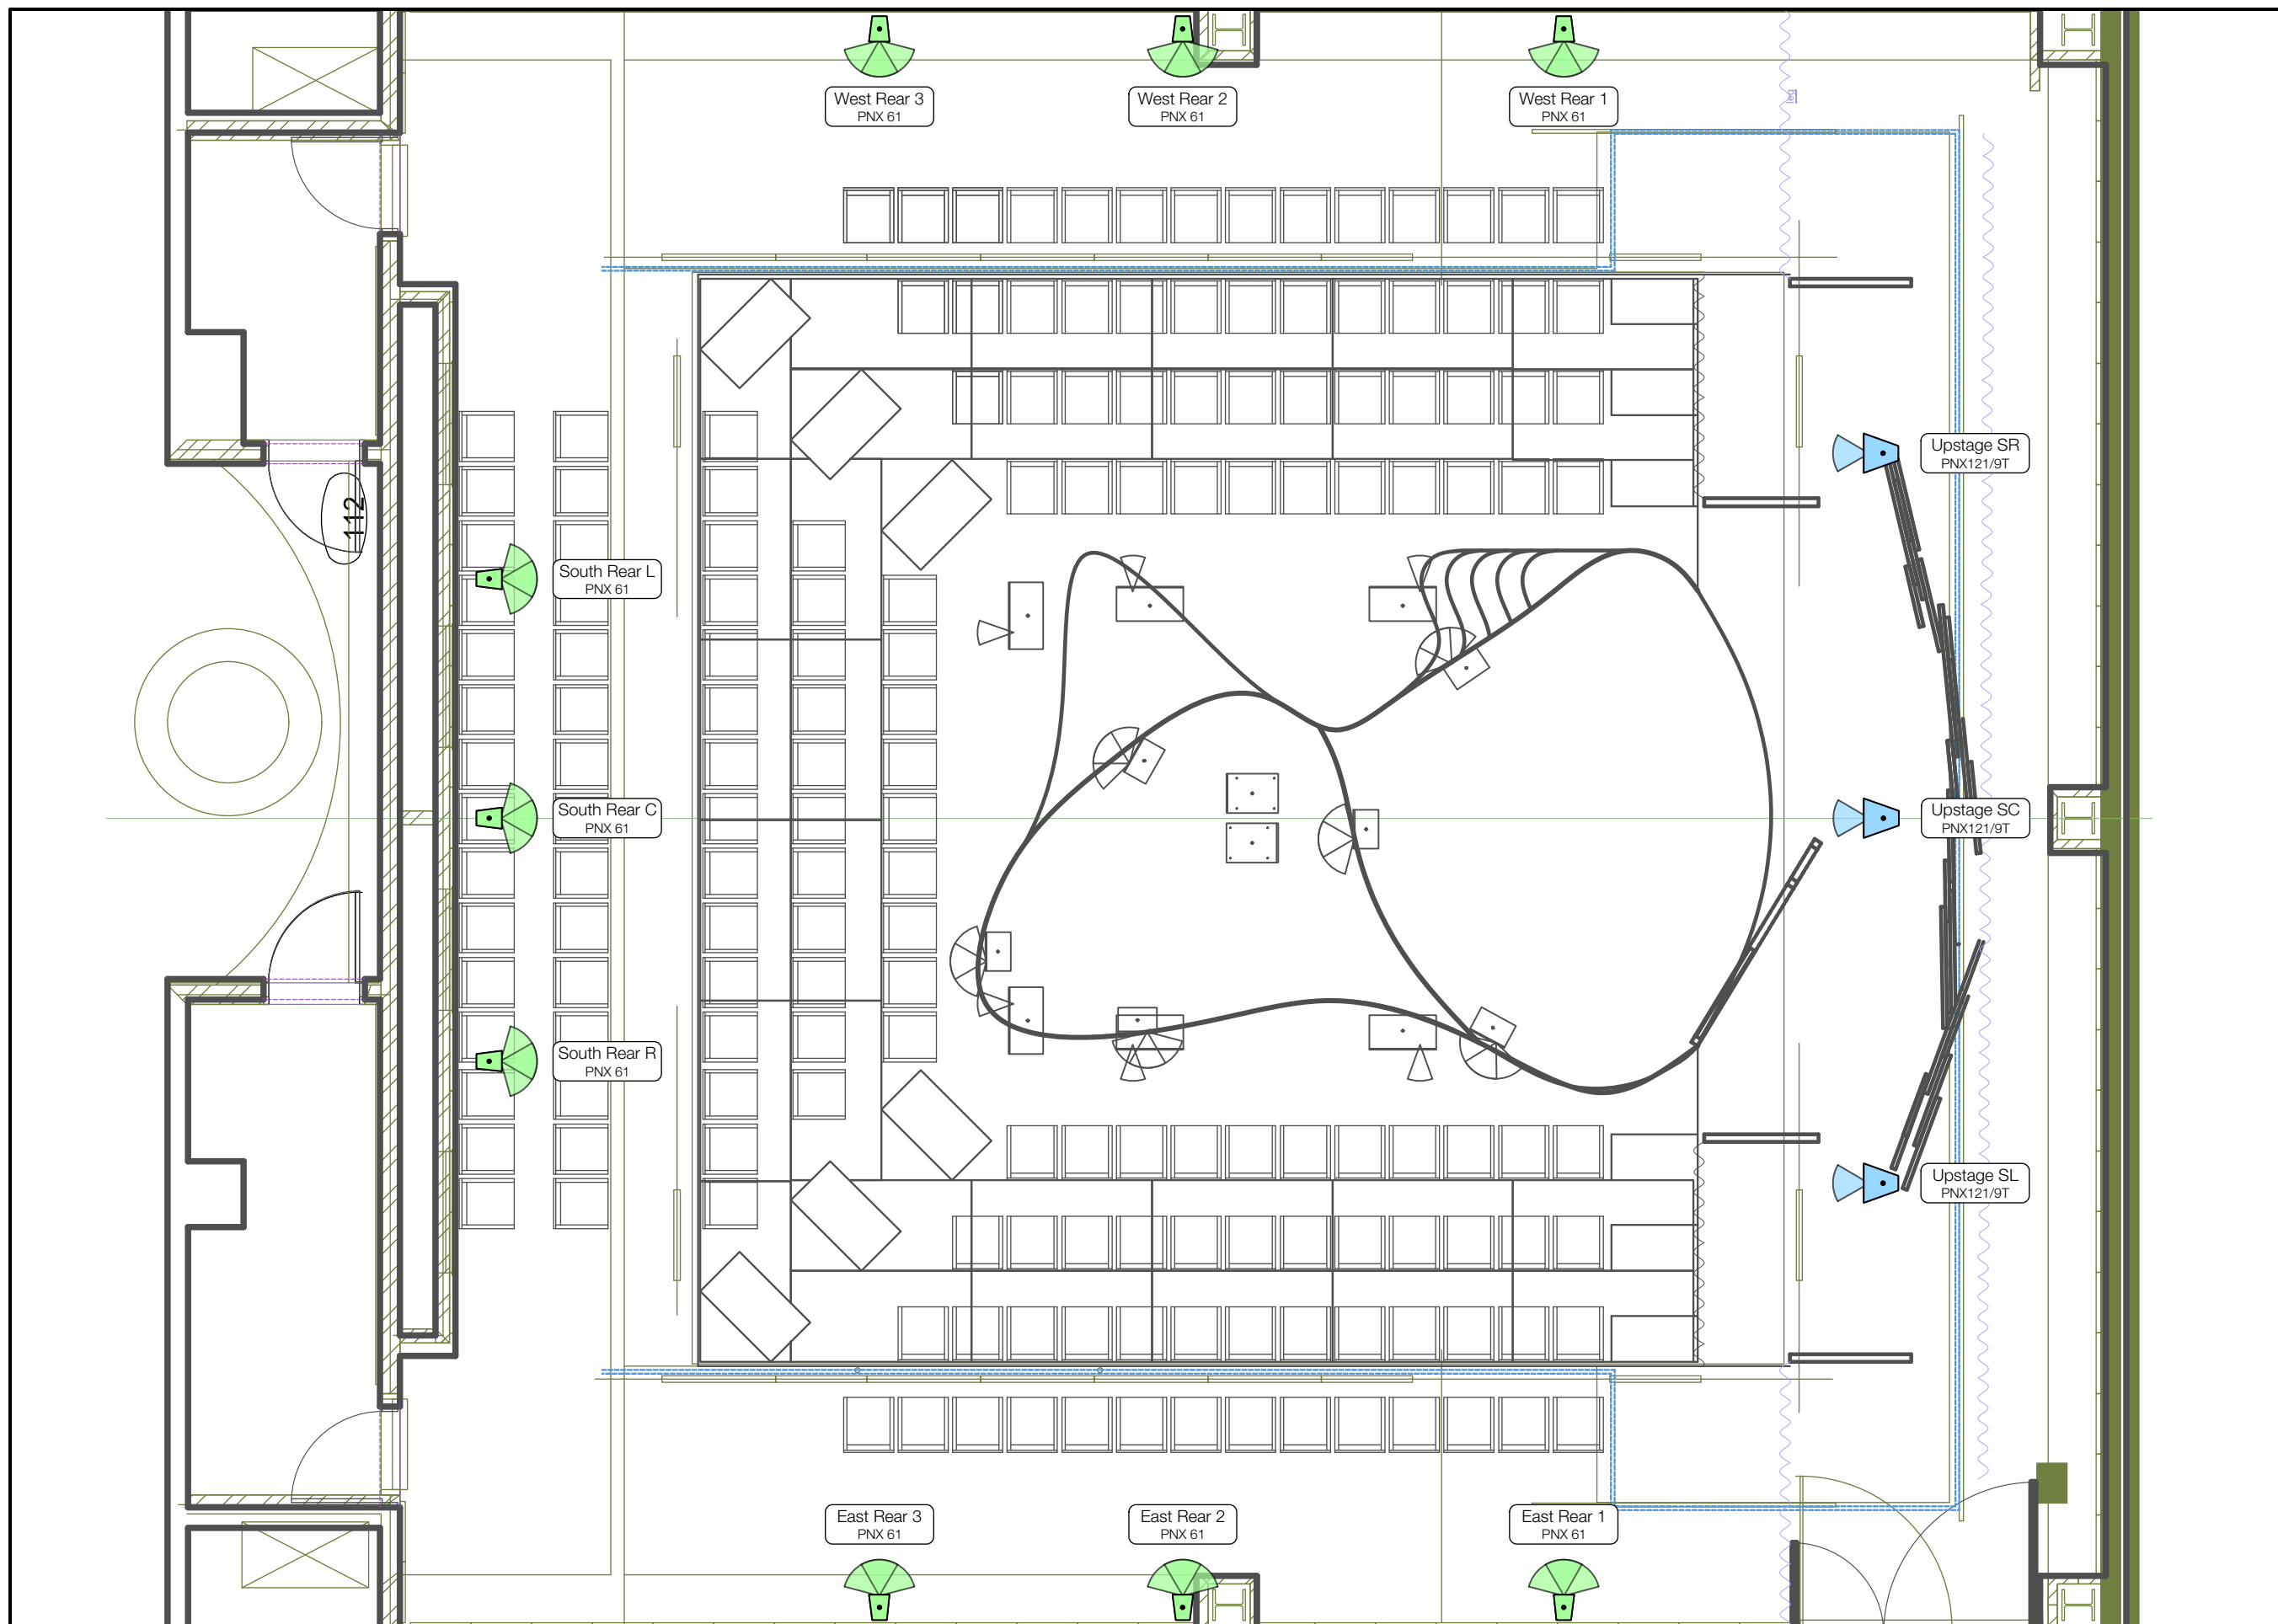 West Rear 3
PNX 61
West Rear 2
PNX 61
West Rear 1
PNX 61
Upstage SR
PNX121/9T
112
South Rear L
PNX 61
South Rear C
PNX 61
Upstage SC
PNX121/9T
South Rear R
PNX 61
Upstage SL
PNX121/9T
East Rear 3
PNX 61
East Rear 2
PNX 61
East Rear 1
PNX 61